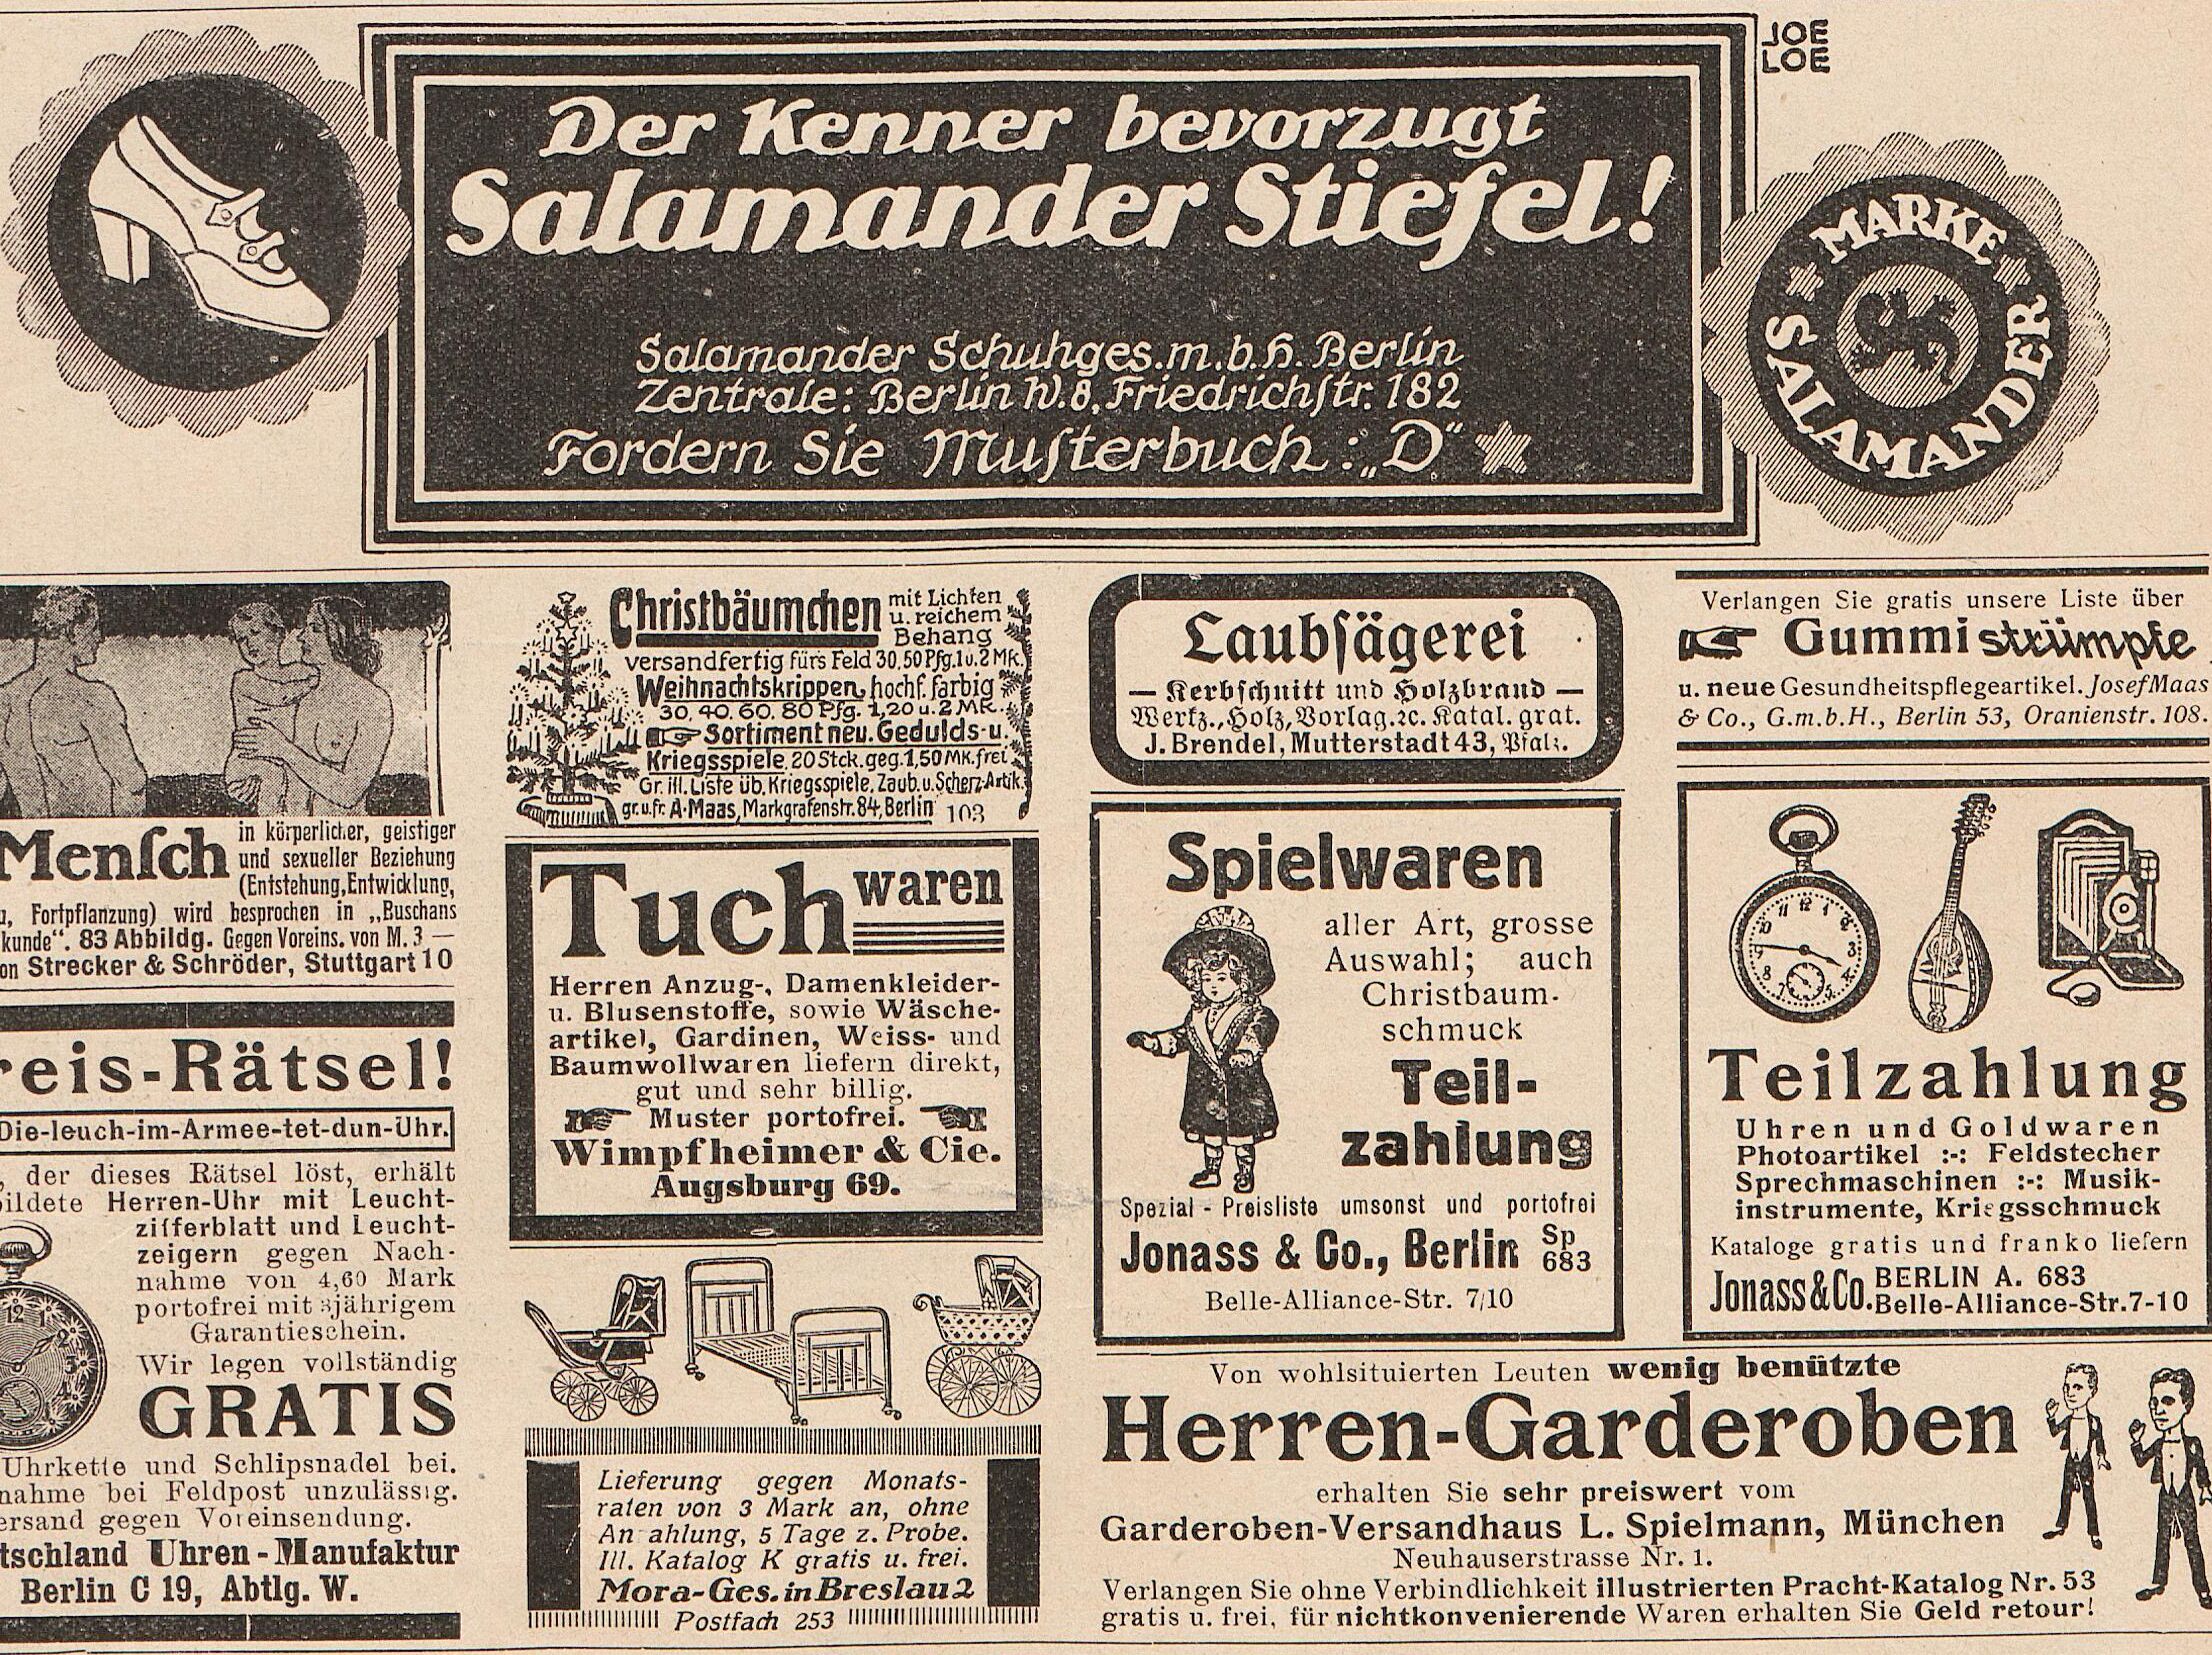 JOE
LOE
Der Kenner bevorzugt
Salamander Stiefel!
Salamander Schuhges.m.b.H. Berlin
Zentrale: Berlin W.8, Friedrichſtr. 182
Fordern Sie Muſterbuch: „D“
MARKE
SALAMANDER
Menſch
in körperlicher, geistiger
und sexueller Beziehung
(Entstehung, Entwicklung,
Fortpflanzung) wird besprochen in „Buschans
kunde“. 83 Abbildg. Gegen Voreins. von M. 3 —
on Strecker & Schröder, Stuttgart 10
reis-Rätsel!
Die-leuch-im-Armee-tet-dun-Uhr.
, der dieses Rätsel löst, erhält
ildete Herren-Uhr mit Leucht-
zifferblatt und Leucht-
zeigern gegen Nach-
nahme von 4,60 Mark
portofrei mit 3jährigem
Garantieschein.
Wir legen vollständig
GRATIS
Uhrkette und Schlipsnadel bei.
nahme bei Feldpost unzulässig.
ersand gegen Voreinsendung.
tschland Uhren-Manufaktur
Berlin C 19, Abtlg. W.
Christbäumchen mit Lichten
u. reichem
Behang
versandfertig fürs Feld 30.50 Pfg. 1 u. 2 Mk.
Weihnachtskrippen, hochf. farbig
30. 40. 60. 80 Pfg. 1,20 u. 2 MK.
Sortiment neu. Gedulds- u.
Kriegsspiele. 20 Stck. geg. 1,50 Mk. frei
Gr. ill. Liste üb. Kriegsspiele, Zaub. u. Scherz-Artik.
gr. u. fr. A. Maas, Markgrafenstr. 84, Berlin 103
Tuchwaren
Herren Anzug-, Damenkleider-
u. Blusenstoffe, sowie Wäsche-
artikel, Gardinen, Weiss- und
Baumwollwaren liefern direkt,
gut und sehr billig.
Muster portofrei.
Wimpfheimer & Cie.
Augsburg 69.
Lieferung gegen Monats-
raten von 3 Mark an, ohne
An ahlung, 5 Tage z. Probe.
Ill. Katalog K gratis u. frei.
Mora-Ges. in Breslau 2
Postfach 253
Laubſägerei
— Kerbſchnitt und Holzbrand —
Werkz., Holz, Vorlag. ꝛc. Katal. grat.
J. Brendel, Mutterstadt 43, Pfalz.
Spielwaren
aller Art, grosse
Auswahl; auch
Christbaum-
schmuck
Teil-
zahlung
Spezial-Preisliste umsonst und portofrei
Jonass & Co., Berlin Sp
683
Belle-Alliance-Str. 7/10
Verlangen Sie gratis unsere Liste über
Gummistrümpfe
u. neue Gesundheitspflegeartikel. Josef Maas
& Co., G.m.b.H., Berlin 53, Oranienstr. 108.
Teilzahlung
Uhren und Goldwaren
Photoartikel :-: Feldstecher
Sprechmaschinen :-: Musik-
instrumente, Kriegsschmuck
Kataloge gratis und franko liefern
Jonass & Co. BERLIN A. 683
Belle-Alliance-Str. 7-10
Von wohlsituierten Leuten wenig benützte
Herren-Garderoben
erhalten Sie sehr preiswert vom
Garderoben-Versandhaus L. Spielmann, München
Neuhauserstrasse Nr. 1.
Verlangen Sie ohne Verbindlichkeit illustrierten Pracht-Katalog Nr. 53
gratis u. frei, für nichtkonvenierende Waren erhalten Sie Geld retour!